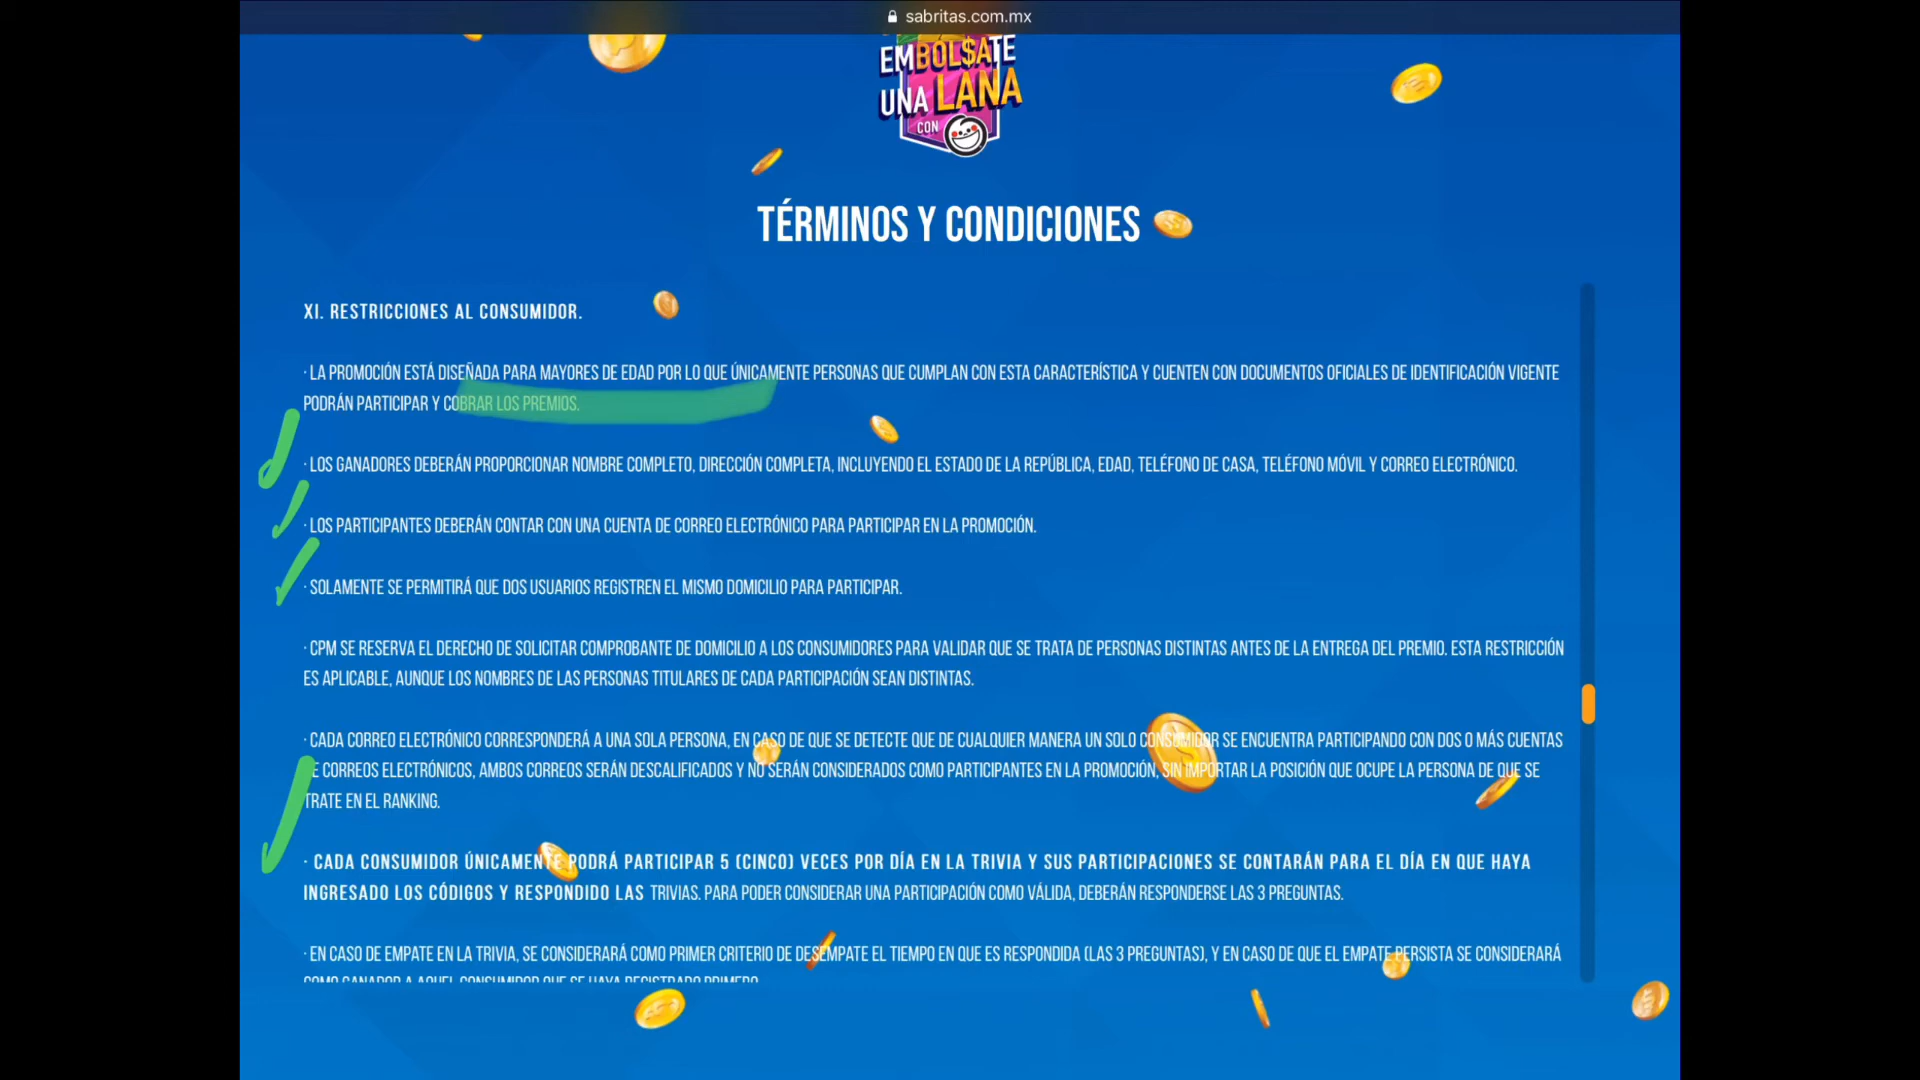 sabritas.com.mx
EMBOL$ATE
UNA LANA
CON
TÉRMINOS Y CONDICIONES
XI. RESTRICCIONES AL CONSUMIDOR.
· LA PROMOCIÓN ESTÁ DISEÑADA PARA MAYORES DE EDAD POR LO QUE ÚNICAMENTE PERSONAS QUE CUMPLAN CON ESTA CARACTERÍSTICA Y CUENTEN CON DOCUMENTOS OFICIALES DE IDENTIFICACIÓN VIGENTE
PODRÁN PARTICIPAR Y COBRAR LOS PREMIOS.
· LOS GANADORES DEBERÁN PROPORCIONAR NOMBRE COMPLETO, DIRECCIÓN COMPLETA, INCLUYENDO EL ESTADO DE LA REPÚBLICA, EDAD, TELÉFONO DE CASA, TELÉFONO MÓVIL Y CORREO ELECTRÓNICO.
· LOS PARTICIPANTES DEBERÁN CONTAR CON UNA CUENTA DE CORREO ELECTRÓNICO PARA PARTICIPAR EN LA PROMOCIÓN.
· SOLAMENTE SE PERMITIRÁ QUE DOS USUARIOS REGISTREN EL MISMO DOMICILIO PARA PARTICIPAR.
· CPM SE RESERVA EL DERECHO DE SOLICITAR COMPROBANTE DE DOMICILIO A LOS CONSUMIDORES PARA VALIDAR QUE SE TRATA DE PERSONAS DISTINTAS ANTES DE LA ENTREGA DEL PREMIO. ESTA RESTRICCIÓN
ES APLICABLE, AUNQUE LOS NOMBRES DE LAS PERSONAS TITULARES DE CADA PARTICIPACIÓN SEAN DISTINTAS.
· CADA CORREO ELECTRÓNICO CORRESPONDERÁ A UNA SOLA PERSONA, EN CASO DE QUE SE DETECTE QUE DE CUALQUIER MANERA UN SOLO CONSUMIDOR SE ENCUENTRA PARTICIPANDO CON DOS O MÁS CUENTAS
DE CORREOS ELECTRÓNICOS, AMBOS CORREOS SERÁN DESCALIFICADOS Y NO SERÁN CONSIDERADOS COMO PARTICIPANTES EN LA PROMOCIÓN, SIN IMPORTAR LA POSICIÓN QUE OCUPE LA PERSONA DE QUE SE
TRATE EN EL RANKING.
· CADA CONSUMIDOR ÚNICAMENTE PODRÁ PARTICIPAR 5 (CINCO) VECES POR DÍA EN LA TRIVIA Y SUS PARTICIPACIONES SE CONTARÁN PARA EL DÍA EN QUE HAYA
INGRESADO LOS CÓDIGOS Y RESPONDIDO LAS TRIVIAS. PARA PODER CONSIDERAR UNA PARTICIPACIÓN COMO VÁLIDA, DEBERÁN RESPONDERSE LAS 3 PREGUNTAS.
· EN CASO DE EMPATE EN LA TRIVIA, SE CONSIDERARÁ COMO PRIMER CRITERIO DE DESEMPATE EL TIEMPO EN QUE ES RESPONDIDA (LAS 3 PREGUNTAS), Y EN CASO DE QUE EL EMPATE PERSISTA SE CONSIDERARÁ
COMO GANADOR A AQUEL CONSUMIDOR QUE SE HAYA REGISTRADO PRIMERO